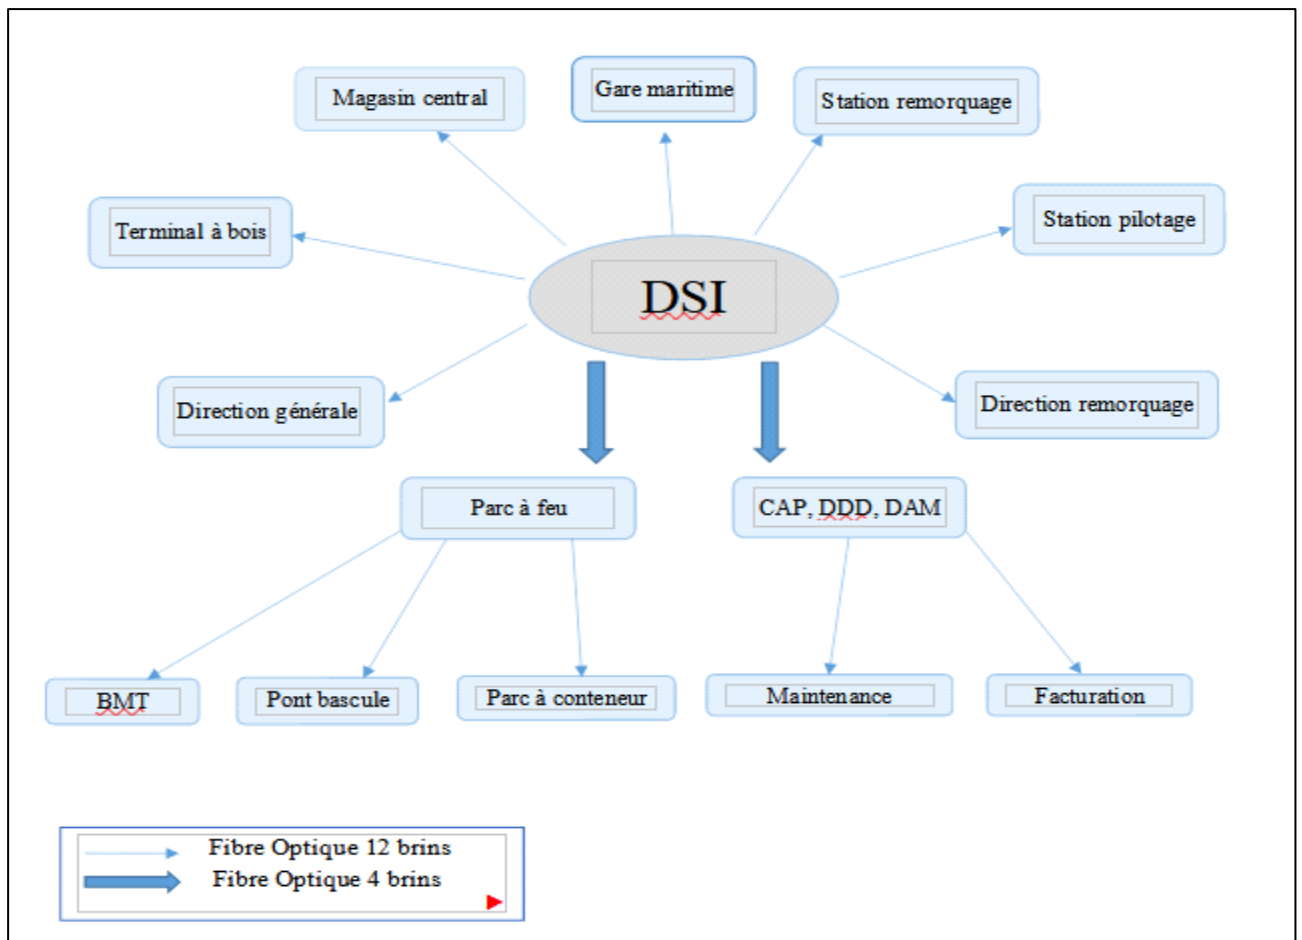 Gare maritime
Magasin central
Station remorquage
Terminal à bois
Station pilotage
DSI
Direction générale
Direction remorquage
Parc à feu
CAP, DDD, DAM
BMT
Pont bascule
Parc à conteneur
Maintenance
Facturation
Fibre Optique 12 brins
Fibre Optique 4 brins